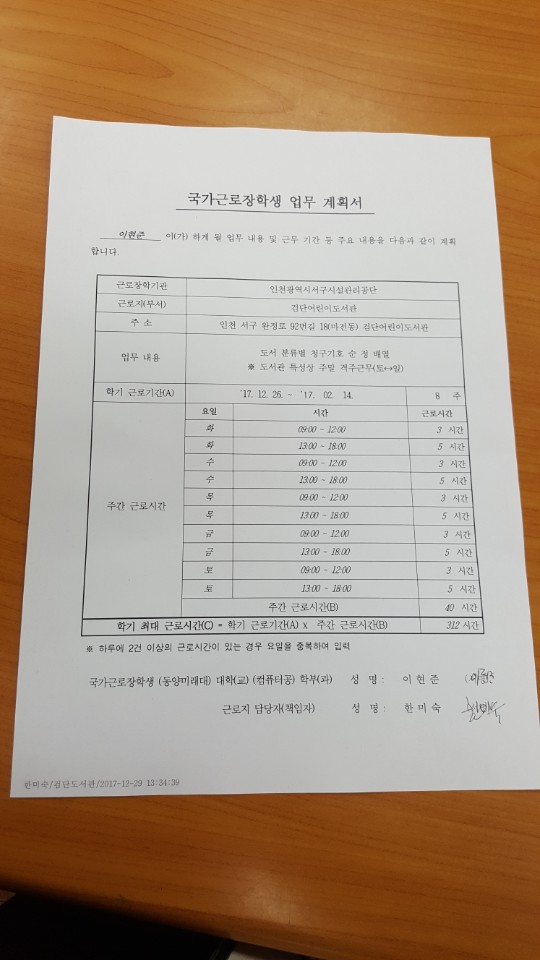 국가근로장학생 업무 계획서
이현준 이(가) 하게 될 업무 내용 및 근무 기간 등 주요 내용을 다음과 같이 계획
합니다.
근로장학기관 인천광역시서구시설관리공단
근로지(부서) 검단어린이도서관
주 소 인천 서구 완정로 92번길 18(마전동) 검단어린이도서관
업무 내용 도서 분류별 청구기호 순 정 배열
※ 도서관 특성상 주말 격주근무(토↔일)
학기 근로기간(A) '17. 12. 26. - '17. 02. 14. 8 주
주간 근로시간 요일 시간 근로시간
화 09:00 - 12:00 3 시간
화 13:00 - 18:00 5 시간
수 09:00 - 12:00 3 시간
수 13:00 - 18:00 5 시간
목 09:00 - 12:00 3 시간
목 13:00 - 18:00 5 시간
금 09:00 - 12:00 3 시간
금 13:00 - 18:00 5 시간
토 09:00 - 12:00 3 시간
토 13:00 - 18:00 5 시간
주간 근로시간(B) 40 시간
학기 최대 근로시간(C) = 학기 근로기간(A) x 주간 근로시간(B) 312 시간
※ 하루에 2건 이상의 근로시간이 있는 경우 요일을 중복하여 입력
국가근로장학생 (동양미래대) 대학(교) (컴퓨터공) 학부(과) 성 명 : 이현준
근로지 담당자(책임자) 성 명 : 한미숙
한미숙/검단도서관/2017-12-29 13:34:39